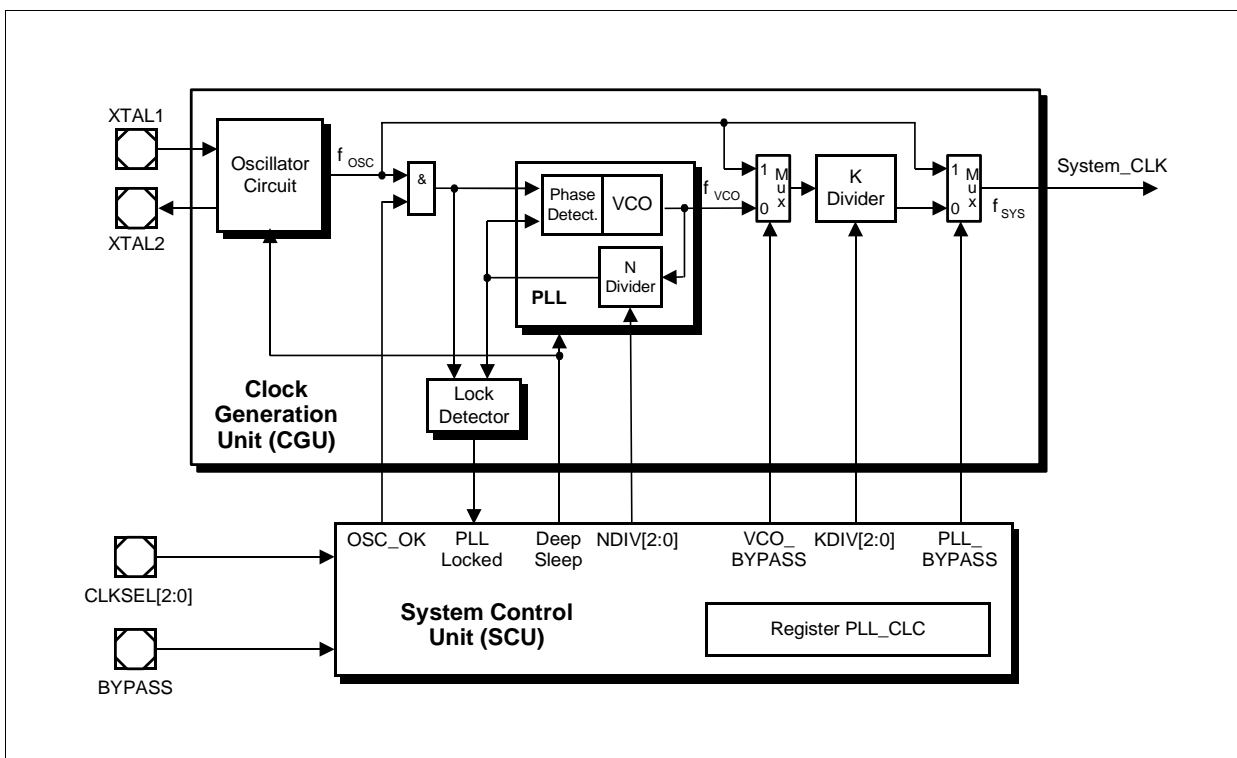 XTAL1
XTAL2
Oscillator
Circuit
f OSC
&
Phase
Detect.
VCO
N
Divider
PLL
f VCO
1
0
Mux
K
Divider
1
0
Mux
f SYS
System_CLK
Lock
Detector
Clock
Generation
Unit (CGU)
OSC_OK
PLL
Locked
Deep
Sleep
NDIV[2:0]
VCO_
BYPASS
KDIV[2:0]
PLL_
BYPASS
CLKSEL[2:0]
BYPASS
System Control
Unit (SCU)
Register PLL_CLC